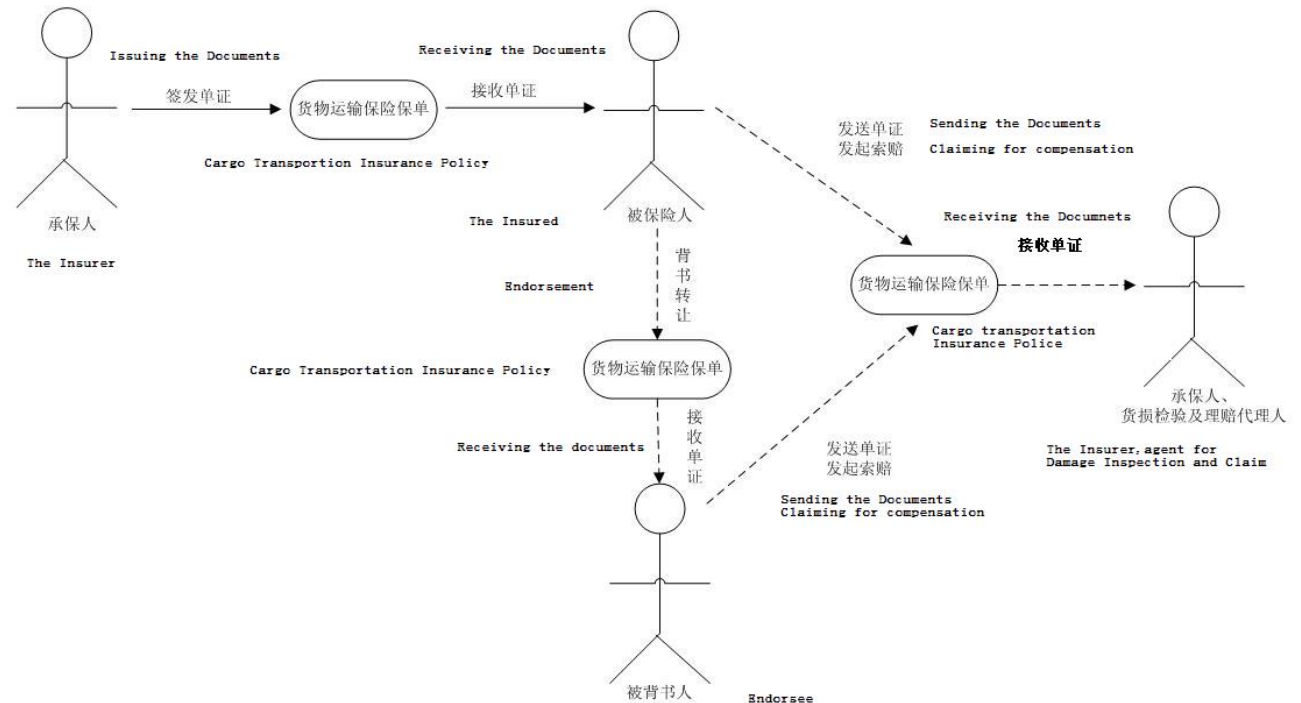 Issuing the Documents
签发单证
货物运输保险保单
Cargo Transportion Insurance Policy
承保人
The Insurer
Receiving the Documents
接收单证
The Insured
被保险人
发送单证
发起索赔
Sending the Documents
Claiming for compensation
Receiving the Documnets
接收单证
货物运输保险保单
Cargo transportation
Insurance Police
承保人、
货损检验及理赔代理人
The Insurer,agent for
Damage Inspection and Claim
Endorsement
背书转让
货物运输保险保单
Cargo Transportation Insurance Policy
Receiving the documents
接收单证
发送单证
发起索赔
Sending the Documents
Claiming for compensation
被背书人
Endorsee